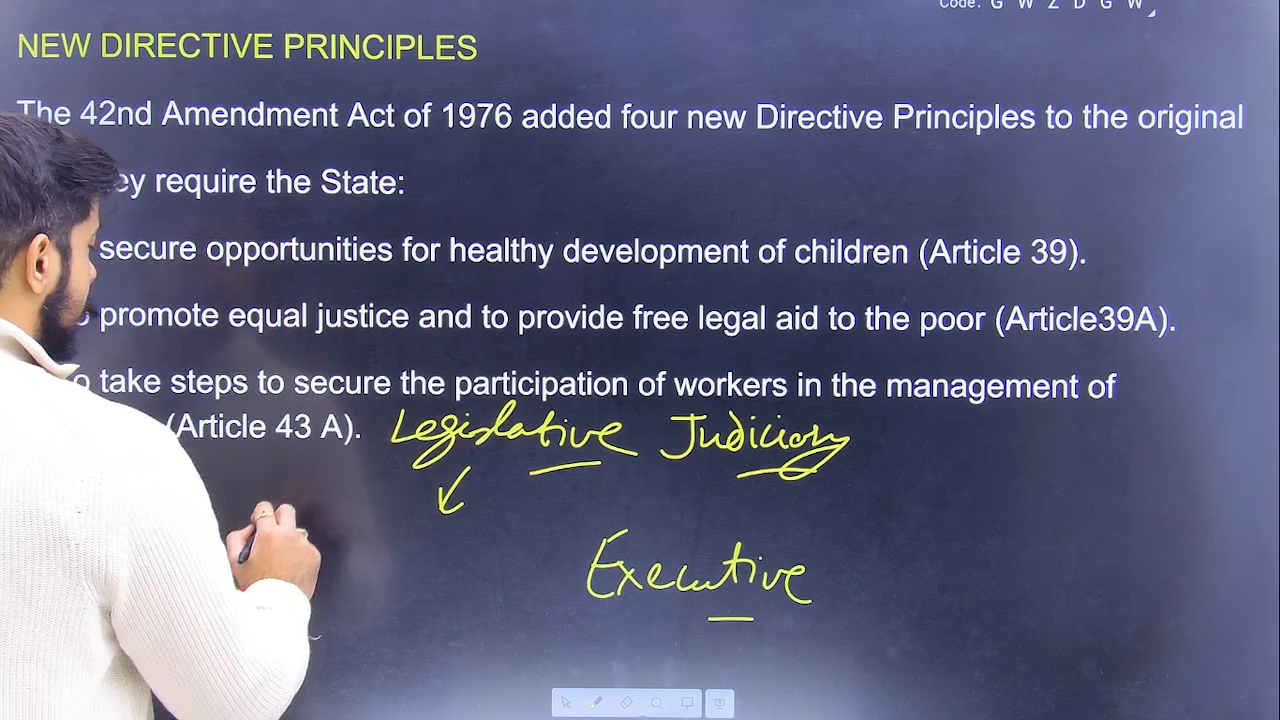 Code: G W Z D G W
NEW DIRECTIVE PRINCIPLES
The 42nd Amendment Act of 1976 added four new Directive Principles to the original
require the State:
secure opportunities for healthy development of children (Article 39).
promote equal justice and to provide free legal aid to the poor (Article39A).
take steps to secure the participation of workers in the management of
(Article 43 A). Legislative Judiciary
Executive